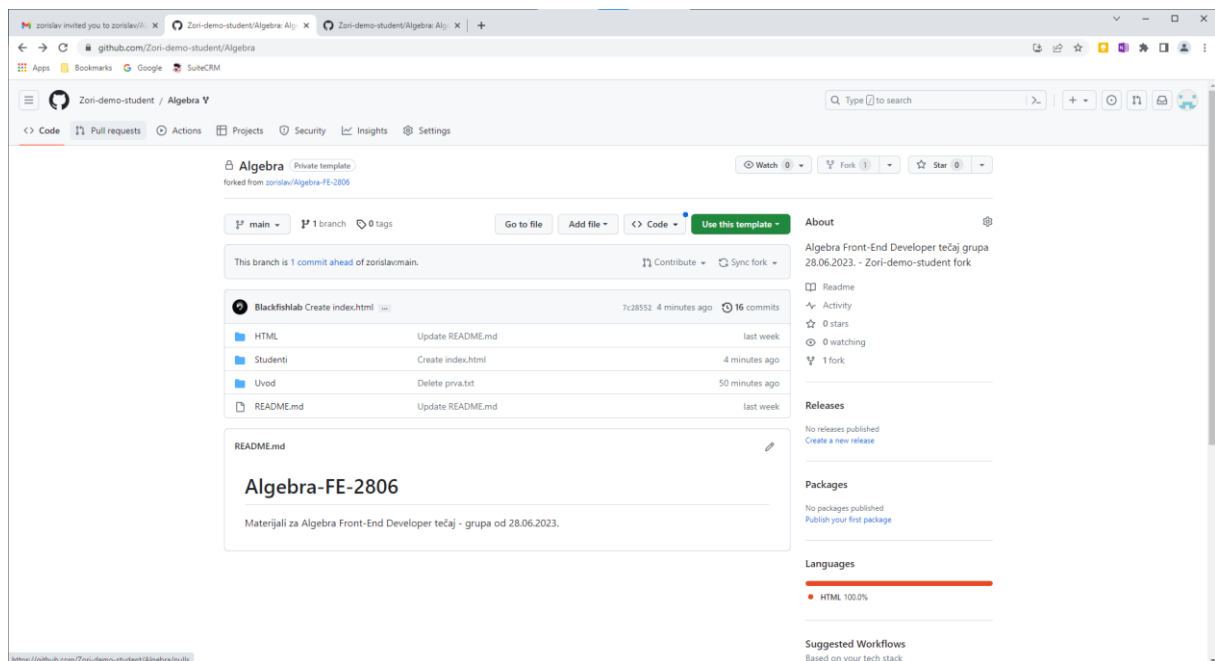 zorislav invited you to zorislav/Al
Zori-demo-student/Algebra: Alg
Zori-demo-student/Algebra: Alg
github.com/Zori-demo-student/Algebra
Apps Bookmarks Google SuiteCRM
Zori-demo-student / Algebra
Type / to search
Code Pull requests Actions Projects Security Insights Settings
Algebra Private template
Watch 0 Fork 1 Star 0
forked from zorislav/Algebra-FE-2806
main 1 branch 0 tags Go to file Add file Code Use this template
This branch is 1 commit ahead of zorislav:main. Contribute Sync fork
Blackfishlab Create index.html ... 7c28552 4 minutes ago 16 commits
HTML Update README.md last week
Studenti Create index.html 4 minutes ago
Uvod Delete prva.txt 50 minutes ago
README.md Update README.md last week
README.md
Algebra-FE-2806
Materijali za Algebra Front-End Developer tečaj - grupa od 28.06.2023.
About
Algebra Front-End Developer tečaj grupa
28.06.2023. - Zori-demo-student fork
Readme
Activity
0 stars
0 watching
1 fork
Releases
No releases published
Create a new release
Packages
No packages published
Publish your first package
Languages
HTML 100.0%
Suggested Workflows
Based on your tech stack
https://github.com/Zori-demo-student/Algebra/pulls